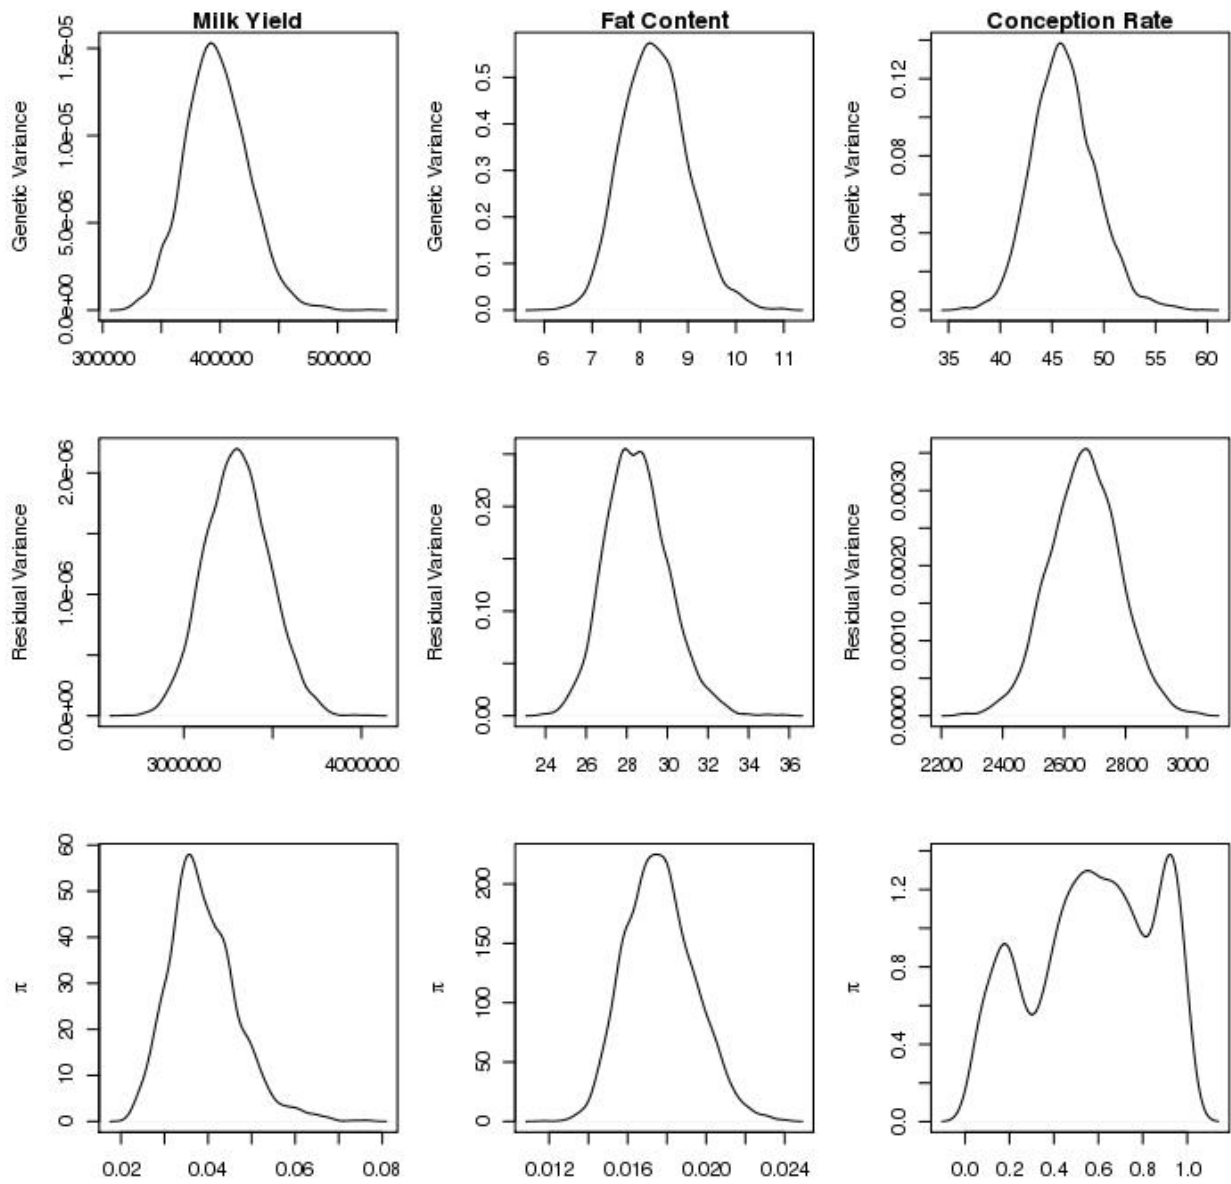 Milk Yield
Fat Content
Conception Rate
Genetic Variance
0.0e+00 5.0e-06 1.0e-05 1.5e-05
300000 400000 500000
Genetic Variance
0.0 0.1 0.2 0.3 0.4 0.5
6 7 8 9 10 11
Genetic Variance
0.00 0.04 0.08 0.12
35 40 45 50 55 60
Residual Variance
0.0e+00 1.0e-06 2.0e-06
3000000 4000000
Residual Variance
0.00 0.10 0.20
24 26 28 30 32 34 36
Residual Variance
0.0000 0.0010 0.0020 0.0030
2200 2400 2600 2800 3000
π
0 10 20 30 40 50 60
0.02 0.04 0.06 0.08
π
0 50 100 150 200
0.012 0.016 0.020 0.024
π
0.0 0.4 0.8 1.2
0.0 0.2 0.4 0.6 0.8 1.0